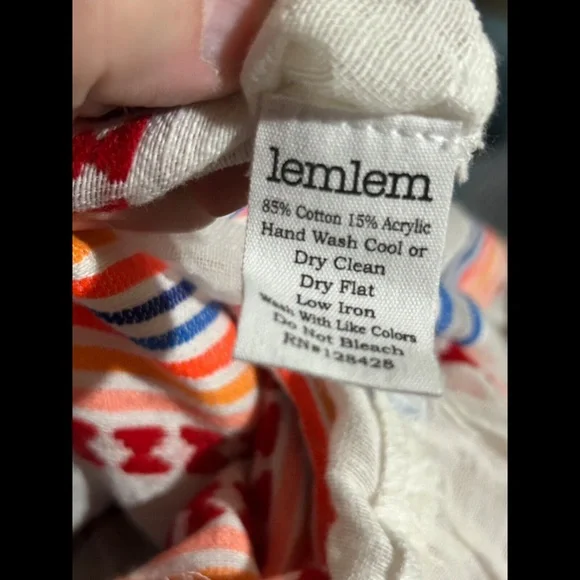 lemlem
85% Cotton 15% Acrylic
Hand Wash Cool or
Dry Clean
Dry Flat
Low Iron
Wash With Like Colors
Do Not Bleach
RN#128425